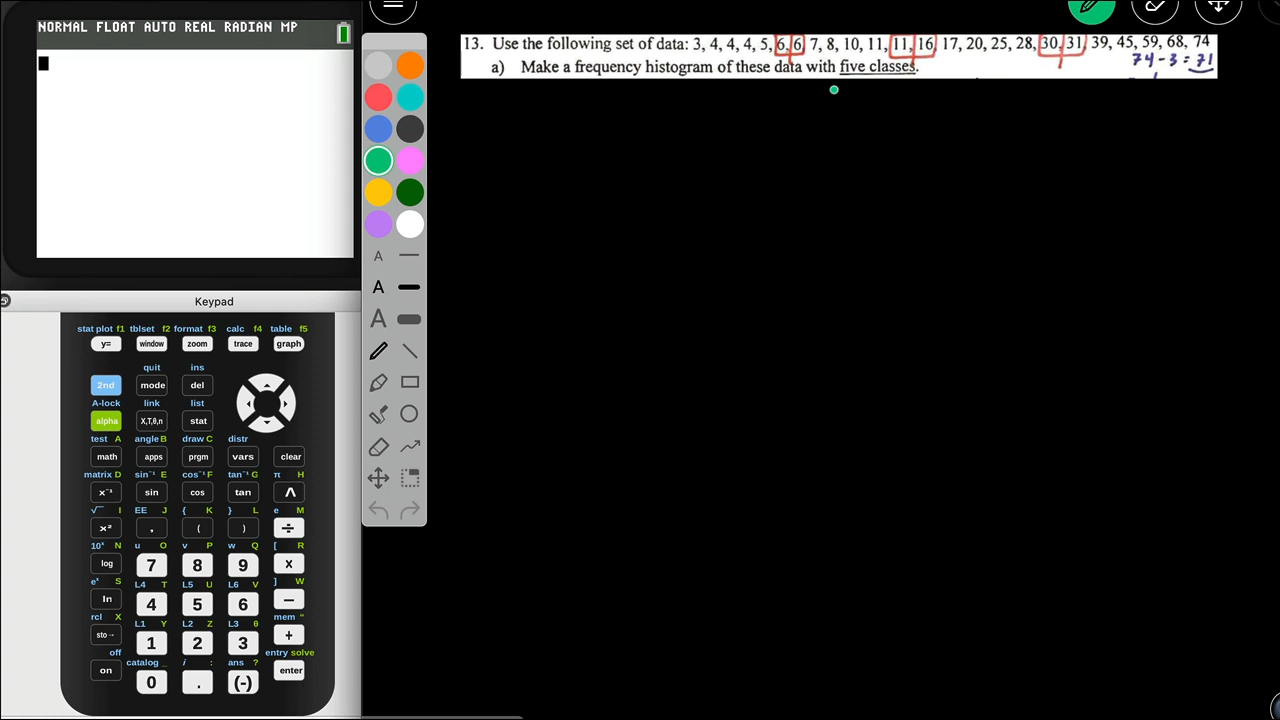 NORMAL FLOAT AUTO REAL RADIAN MP
13. Use the following set of data: 3, 4, 4, 4, 5, 6, 6, 7, 8, 10, 11, 11, 16, 17, 20, 25, 28, 30, 31, 39, 45, 59, 68, 74
a) Make a frequency histogram of these data with five classes.
74 - 3 = 71
A
A
A
Keypad
stat plot f1 tblset f2 format f3 calc f4 table f5
y= window zoom trace graph
quit ins
2nd mode del
A-lock link list
alpha X,T,θ,n stat
test A angle B draw C distr
math apps prgm vars clear
matrix D sin⁻¹ E cos⁻¹ F tan⁻¹ G π H
x⁻¹ sin cos tan ^
√‾ I EE J { K } L e M
x² , ( ) ÷
10ˣ N u O v P w Q [ R
log 7 8 9 x
eˣ S L4 T L5 U L6 V ] W
ln 4 5 6 −
rcl X L1 Y L2 Z L3 θ mem "
sto→ 1 2 3 +
off catalog _ i : ans ? entry solve
on 0 . (-) enter